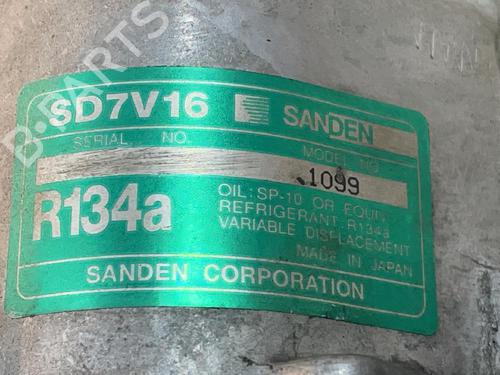 SD7V16 SANDEN
SERIAL NO. MODEL NO.
1099
R134a
OIL: SP-10 OR EQUIV.
REFRIGERANT R134a
VARIABLE DISPLACEMENT
MADE IN JAPAN
SANDEN CORPORATION
B-PARTS